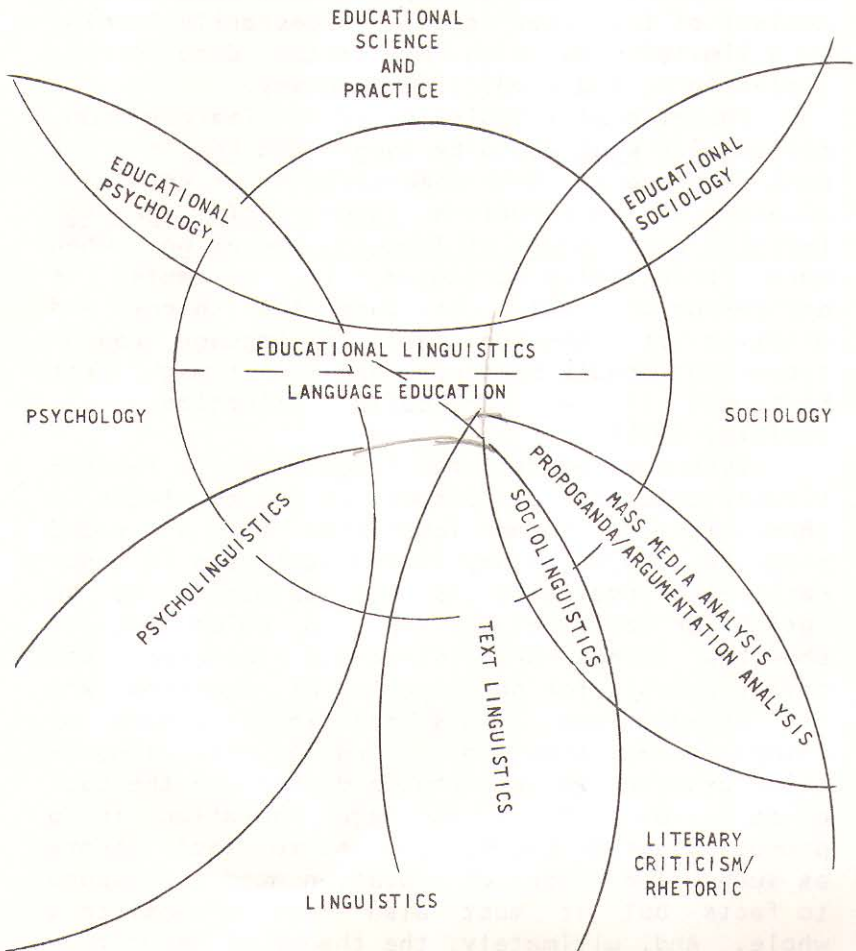 EDUCATIONAL
SCIENCE
AND
PRACTICE
EDUCATIONAL
PSYCHOLOGY
EDUCATIONAL
SOCIOLOGY
EDUCATIONAL LINGUISTICS
LANGUAGE EDUCATION
PSYCHOLOGY
SOCIOLOGY
PSYCHOLINGUISTICS
SOCIOLINGUISTICS
MASS MEDIA ANALYSIS
PROPOGANDA/ARGUMENTATION ANALYSIS
TEXT LINGUISTICS
LINGUISTICS
LITERARY
CRITICISM/
RHETORIC